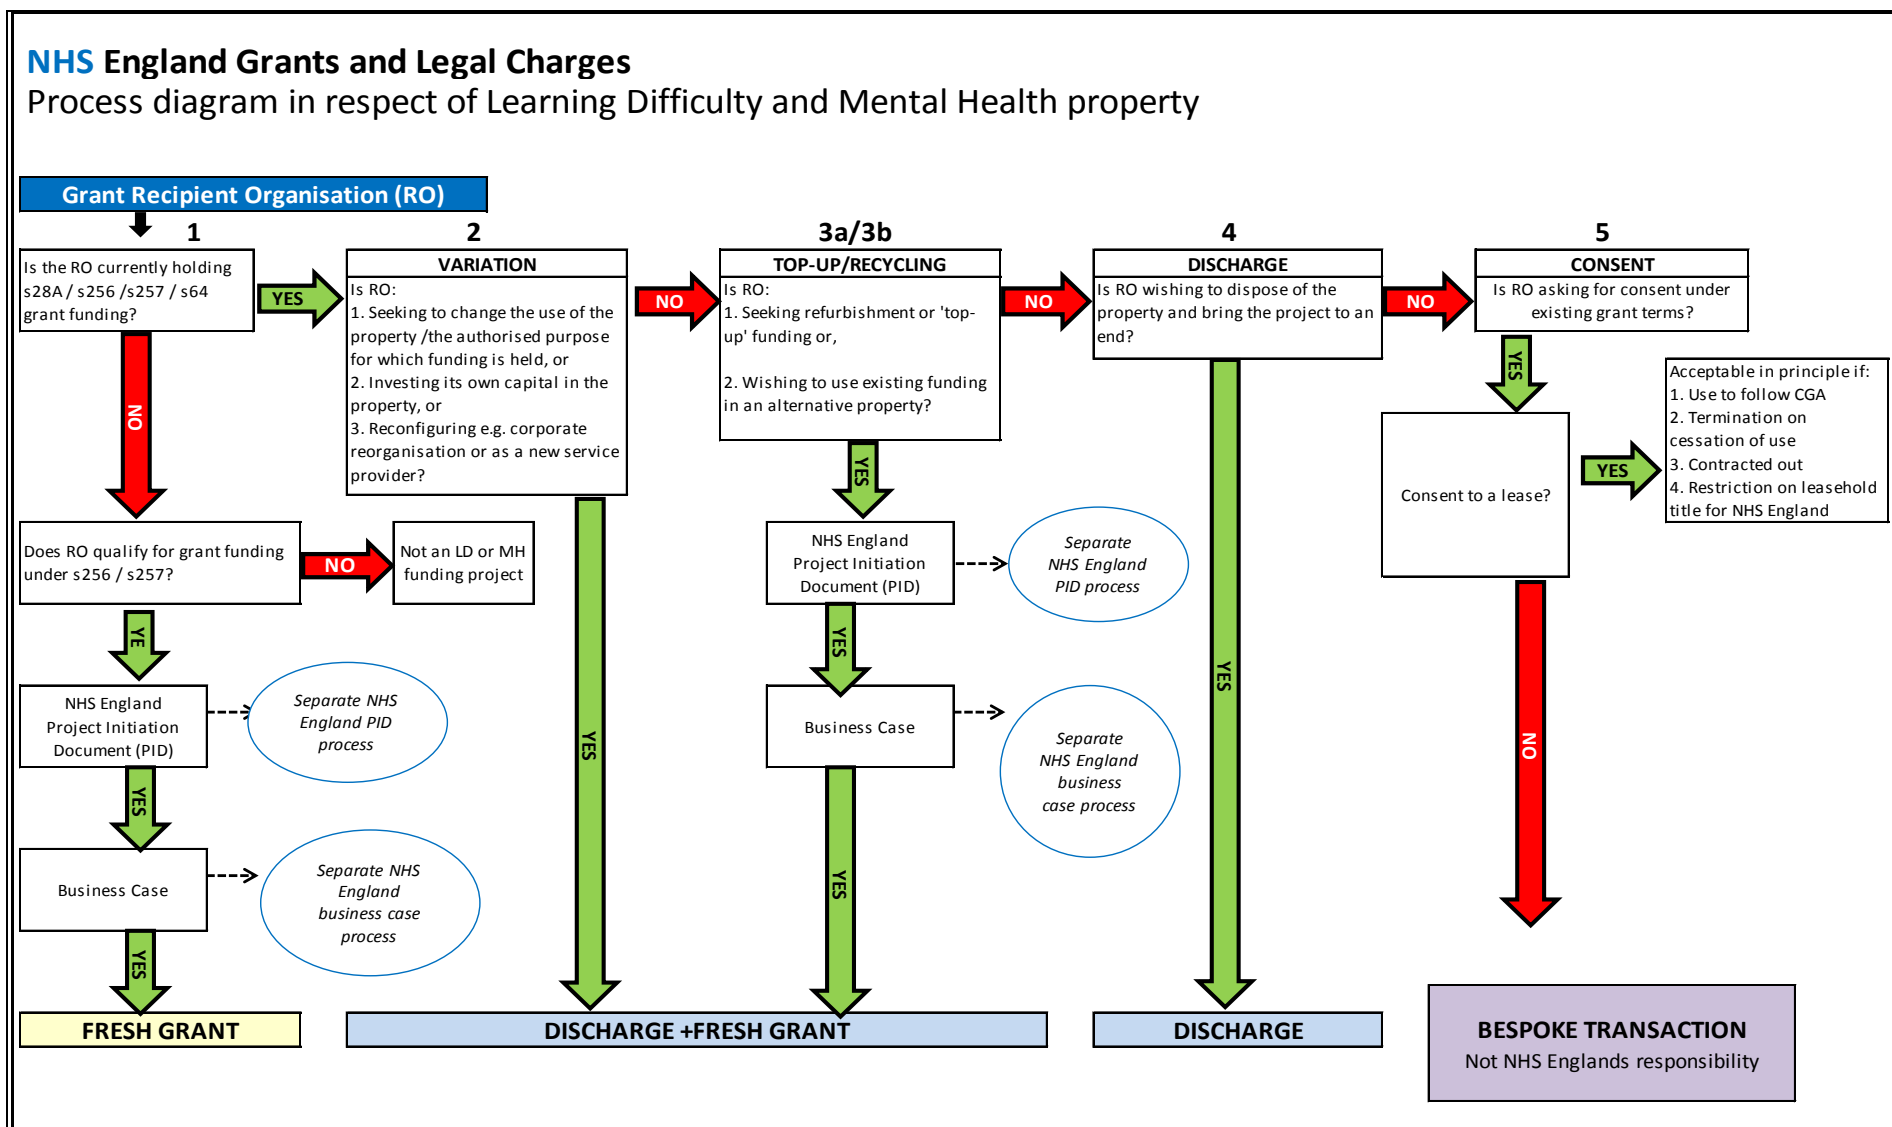 NHS England Grants and Legal Charges
Process diagram in respect of Learning Difficulty and Mental Health property
Grant Recipient Organisation (RO)
1
Is the RO currently holding
s28A / s256 /s257 / s64
grant funding?
YES
NO
Does RO qualify for grant funding
under s256 / s257?
NO
Not an LD or MH
funding project
YE
NHS England
Project Initiation
Document (PID)
Separate NHS
England PID
process
YES
Business Case
Separate NHS
England
business case
process
YES
FRESH GRANT
2
VARIATION
Is RO:
1. Seeking to change the use of the
property /the authorised purpose
for which funding is held, or
2. Investing its own capital in the
property, or
3. Reconfiguring e.g. corporate
reorganisation or as a new service
provider?
NO
YES
3a/3b
TOP-UP/RECYCLING
Is RO:
1. Seeking refurbishment or 'top-
up' funding or,
2. Wishing to use existing funding
in an alternative property?
NO
YES
NHS England
Project Initiation
Document (PID)
Separate
NHS England
PID process
YES
Business Case
Separate
NHS England
business
case process
YES
DISCHARGE +FRESH GRANT
4
DISCHARGE
Is RO wishing to dispose of the
property and bring the project to an
end?
NO
YES
DISCHARGE
5
CONSENT
Is RO asking for consent under
existing grant terms?
YES
Consent to a lease?
YES
Acceptable in principle if:
1. Use to follow CGA
2. Termination on
cessation of use
3. Contracted out
4. Restriction on leasehold
title for NHS England
NO
BESPOKE TRANSACTION
Not NHS Englands responsibility